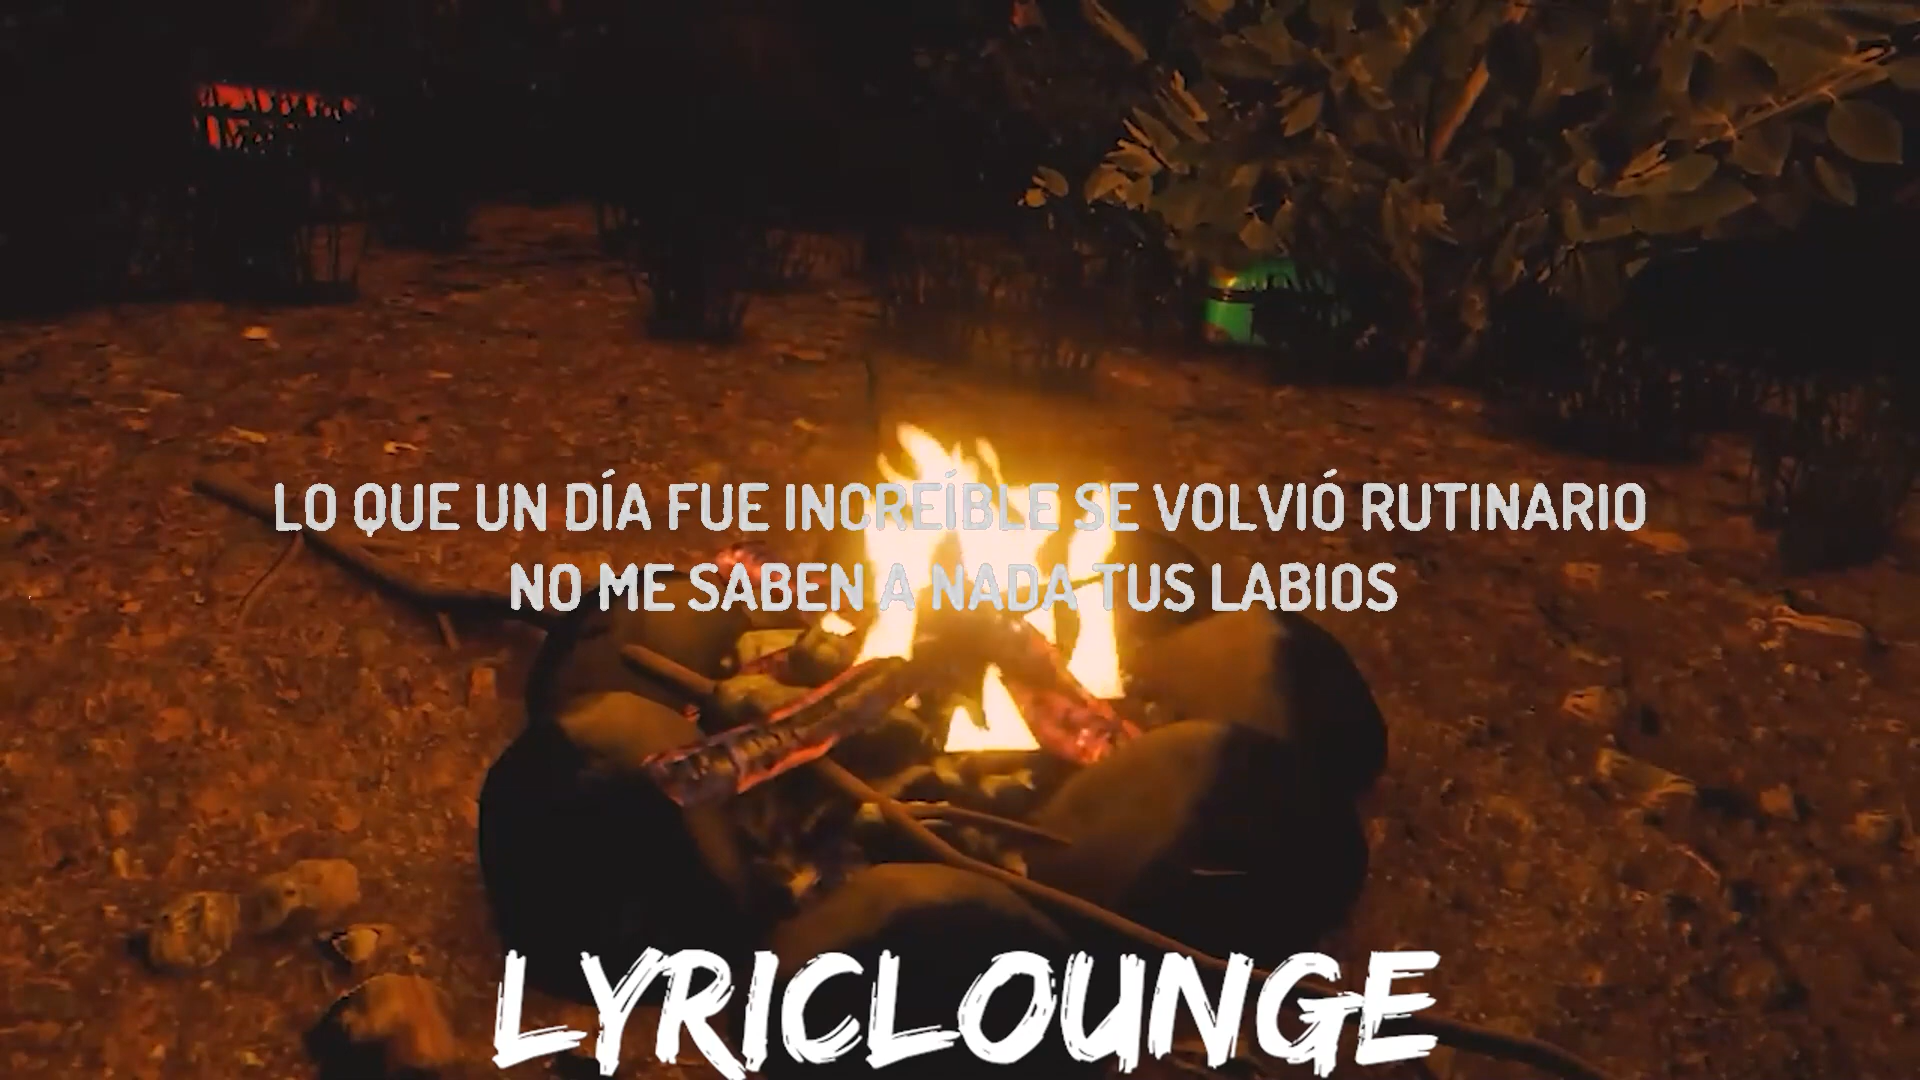 LO QUE UN DÍA FUE INCREÍBLE SE VOLVIÓ RUTINARIO
NO ME SABEN A NADA TUS LABIOS
LYRICLOUNGE